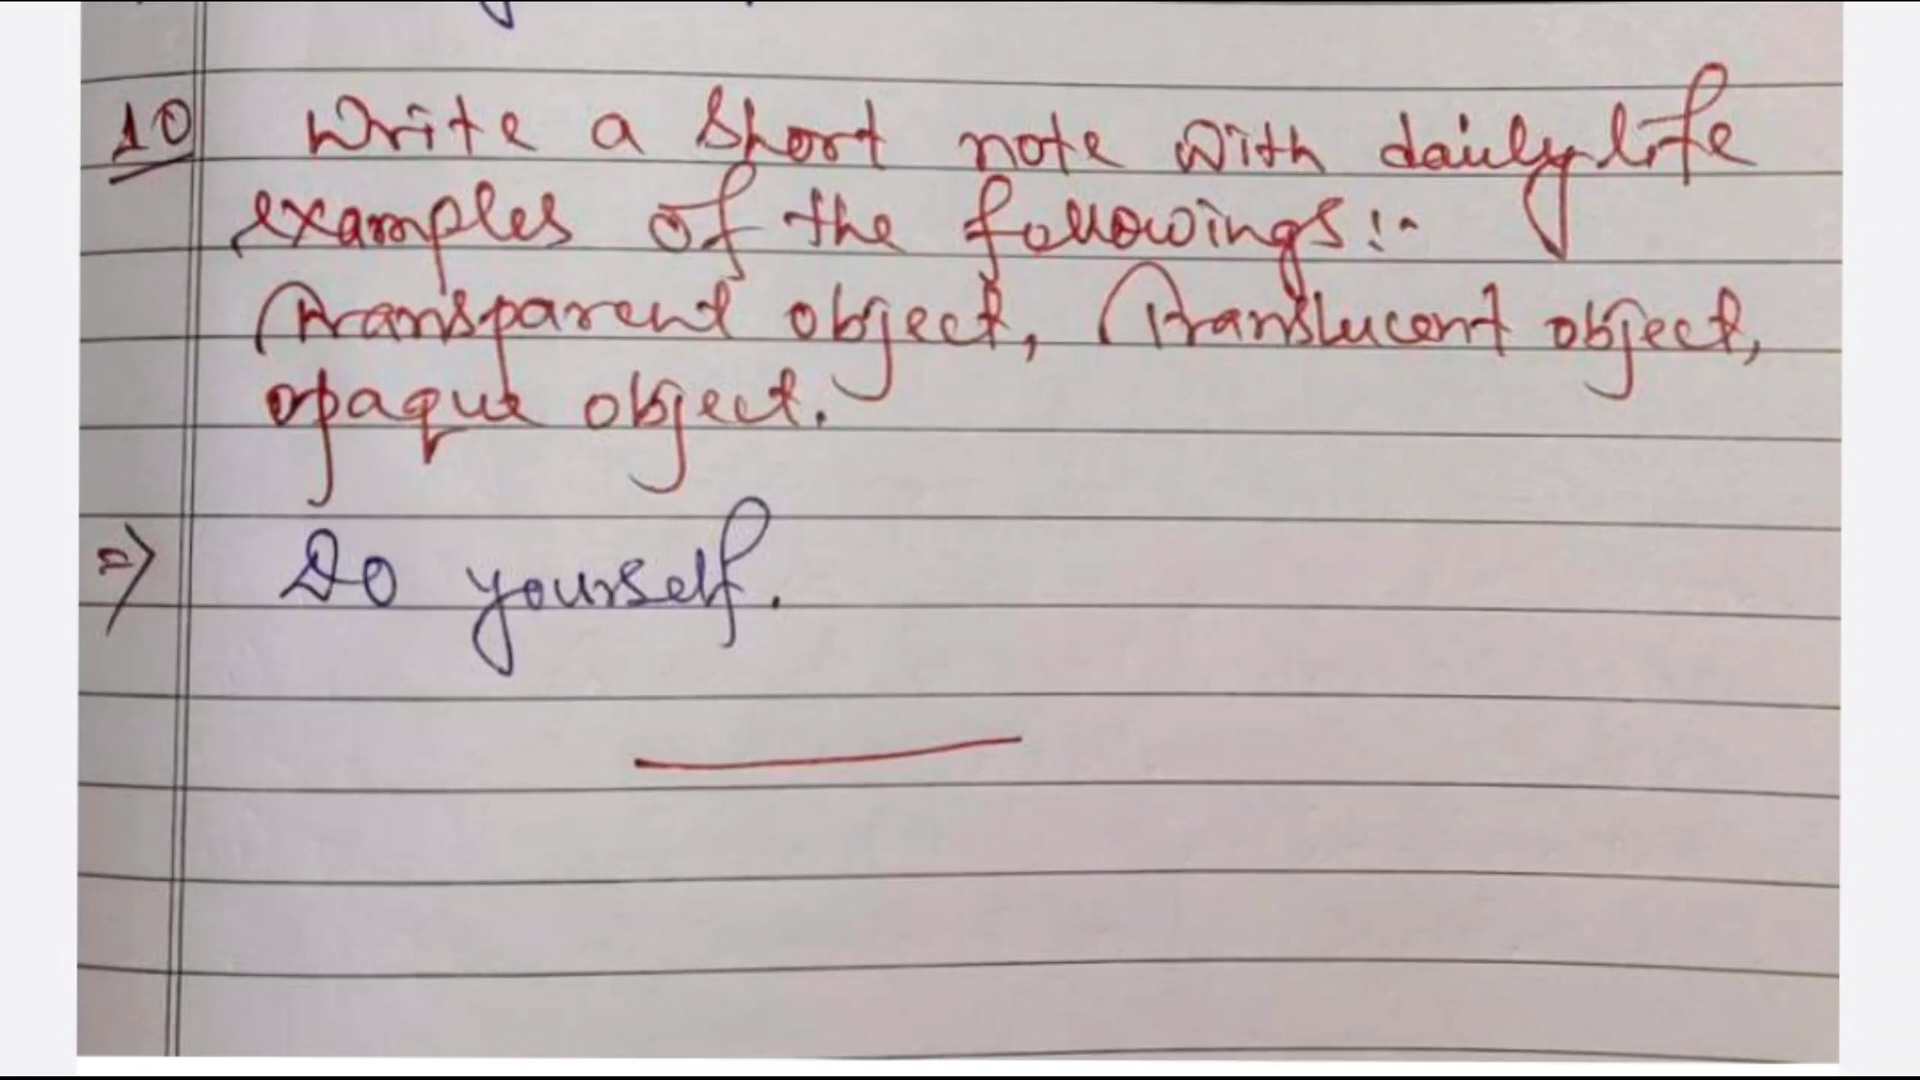 10 Write a short note with daily life
examples of the followings:-
Transparent object, Translucent object,
opaque object.
=> Do yourself.